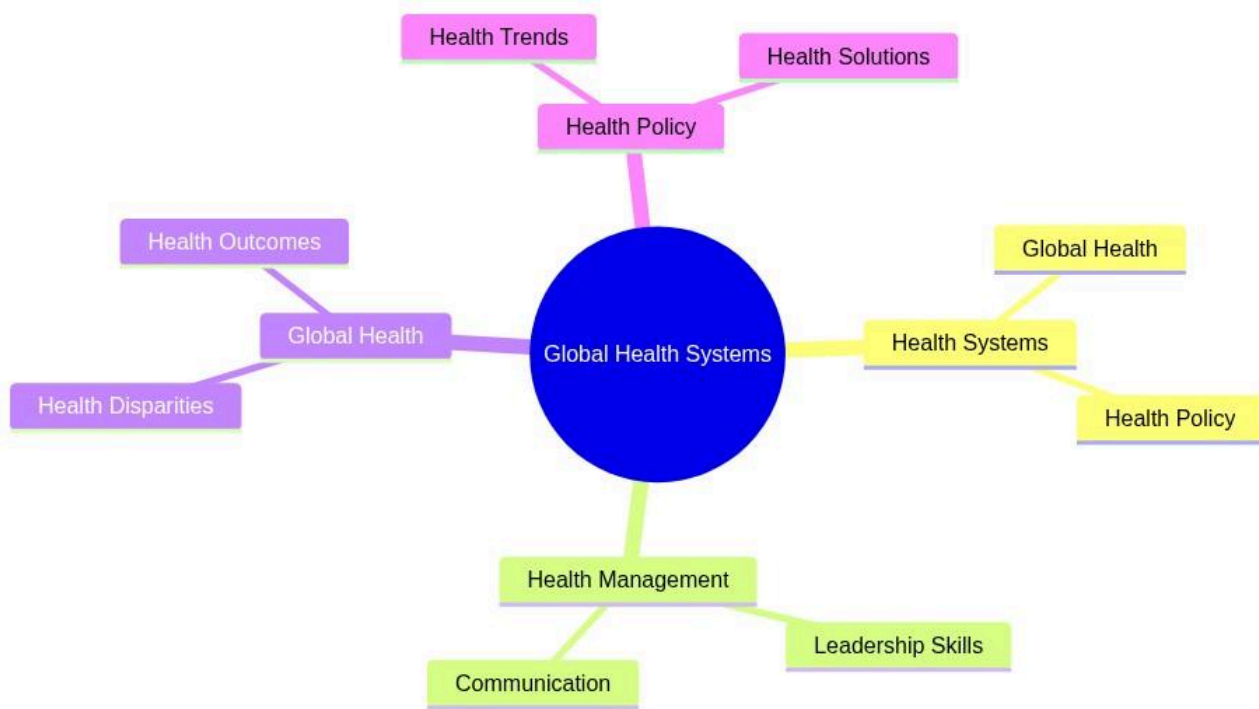 Health Trends
Health Solutions
Health Policy
Health Outcomes
Global Health
Global Health
Health Systems
Global Health Systems
Health Disparities
Health Policy
Health Management
Leadership Skills
Communication